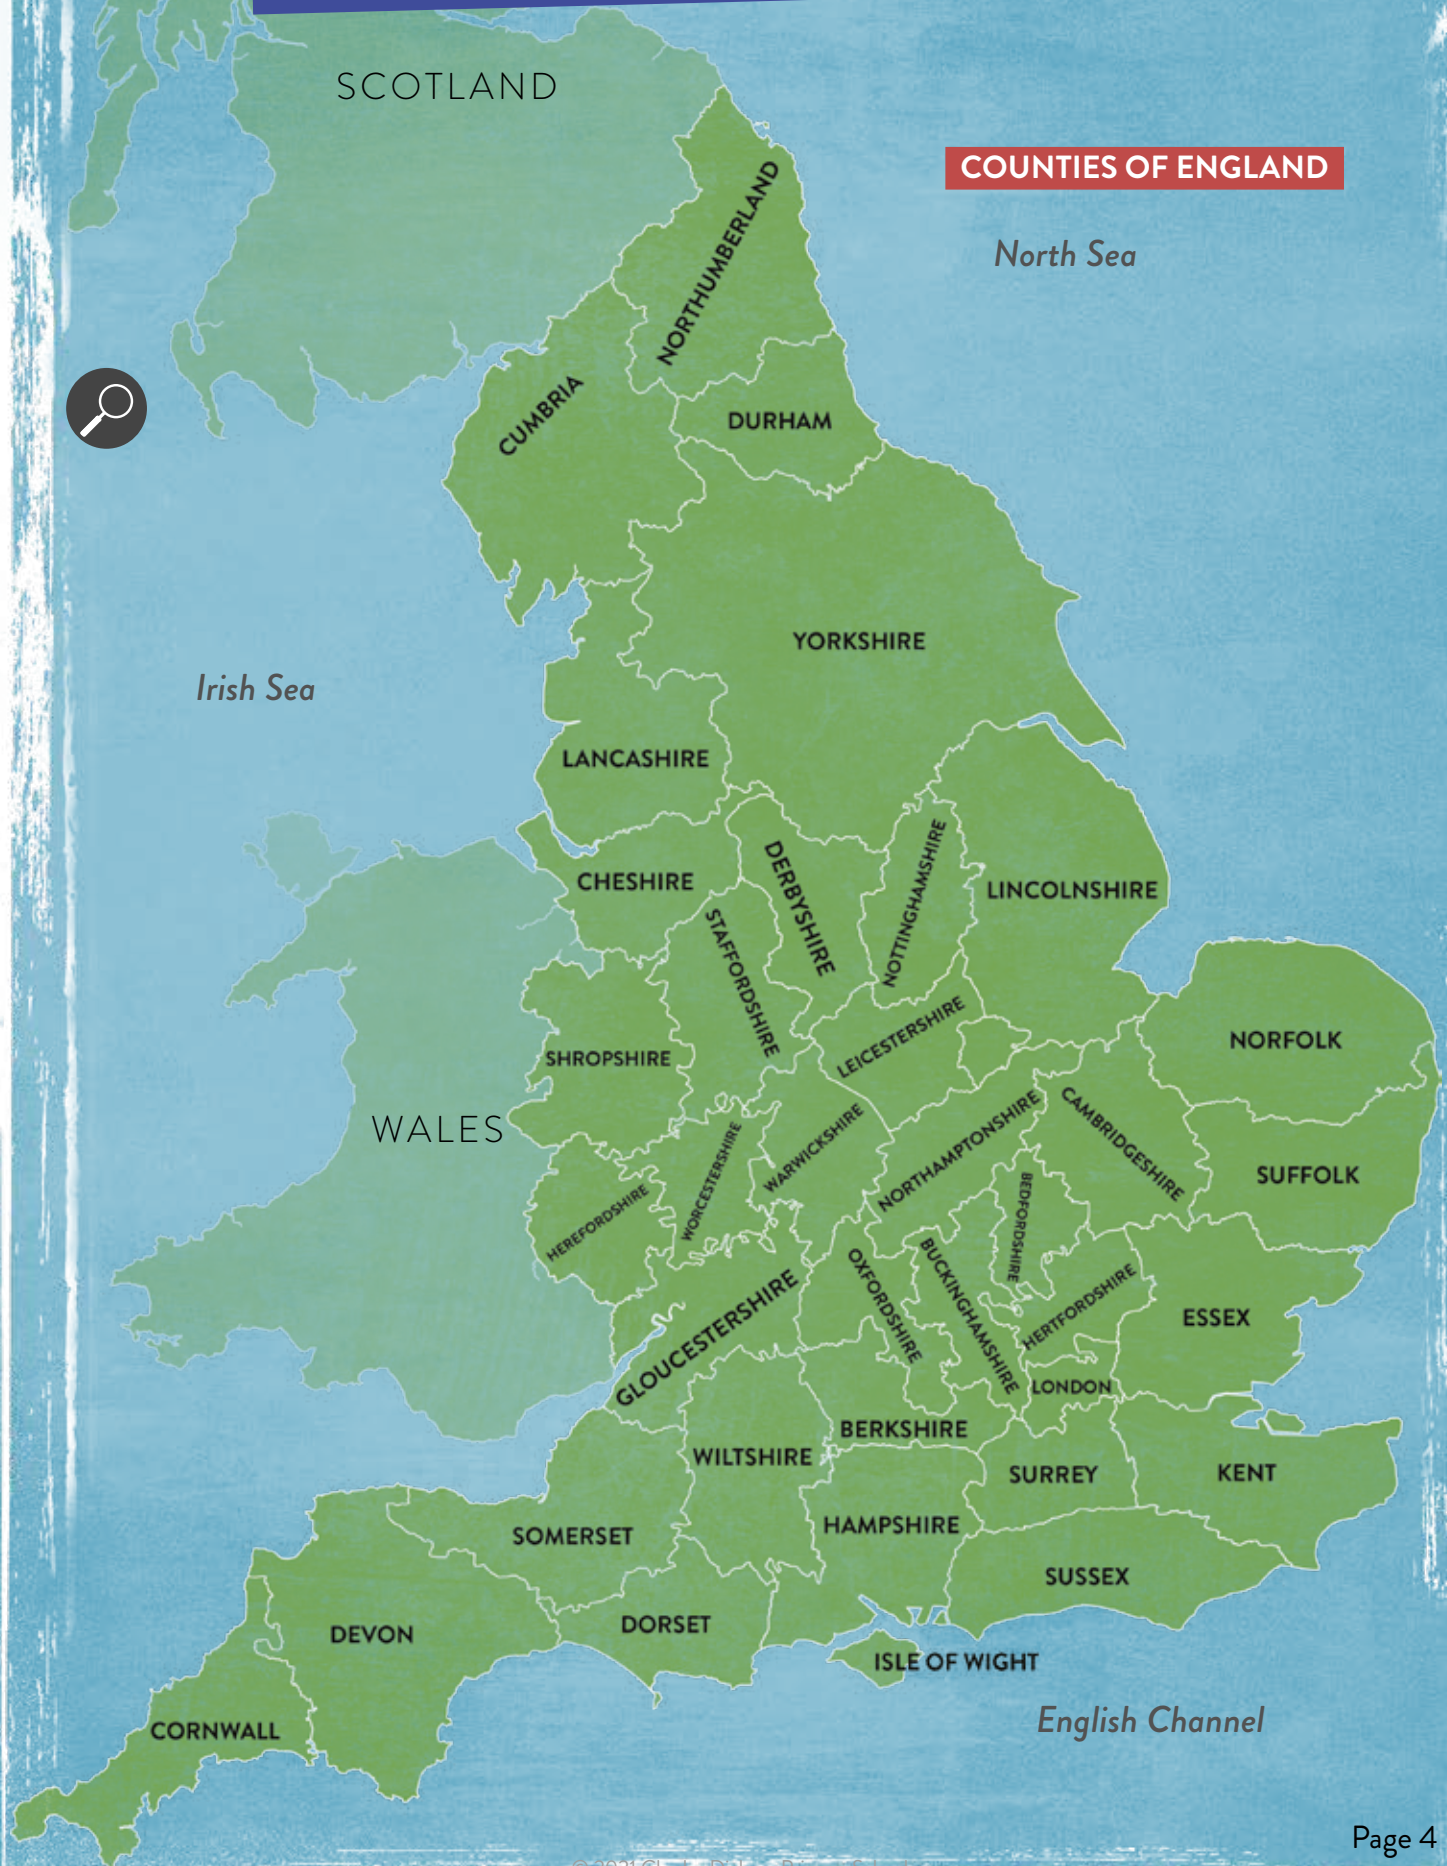 SCOTLAND
COUNTIES OF ENGLAND
North Sea
NORTHUMBERLAND
CUMBRIA
DURHAM
YORKSHIRE
Irish Sea
LANCASHIRE
CHESHIRE
DERBYSHIRE
NOTTINGHAMSHIRE
LINCOLNSHIRE
STAFFORDSHIRE
LEICESTERSHIRE
NORFOLK
SHROPSHIRE
WALES
WORCESTERSHIRE
WARWICKSHIRE
NORTHAMPTONSHIRE
CAMBRIDGESHIRE
SUFFOLK
HEREFORDSHIRE
BEDFORDSHIRE
GLOUCESTERSHIRE
OXFORDSHIRE
BUCKINGHAMSHIRE
HERTFORDSHIRE
ESSEX
LONDON
BERKSHIRE
WILTSHIRE
SURREY
KENT
SOMERSET
HAMPSHIRE
SUSSEX
DEVON
DORSET
ISLE OF WIGHT
English Channel
CORNWALL
Page 4